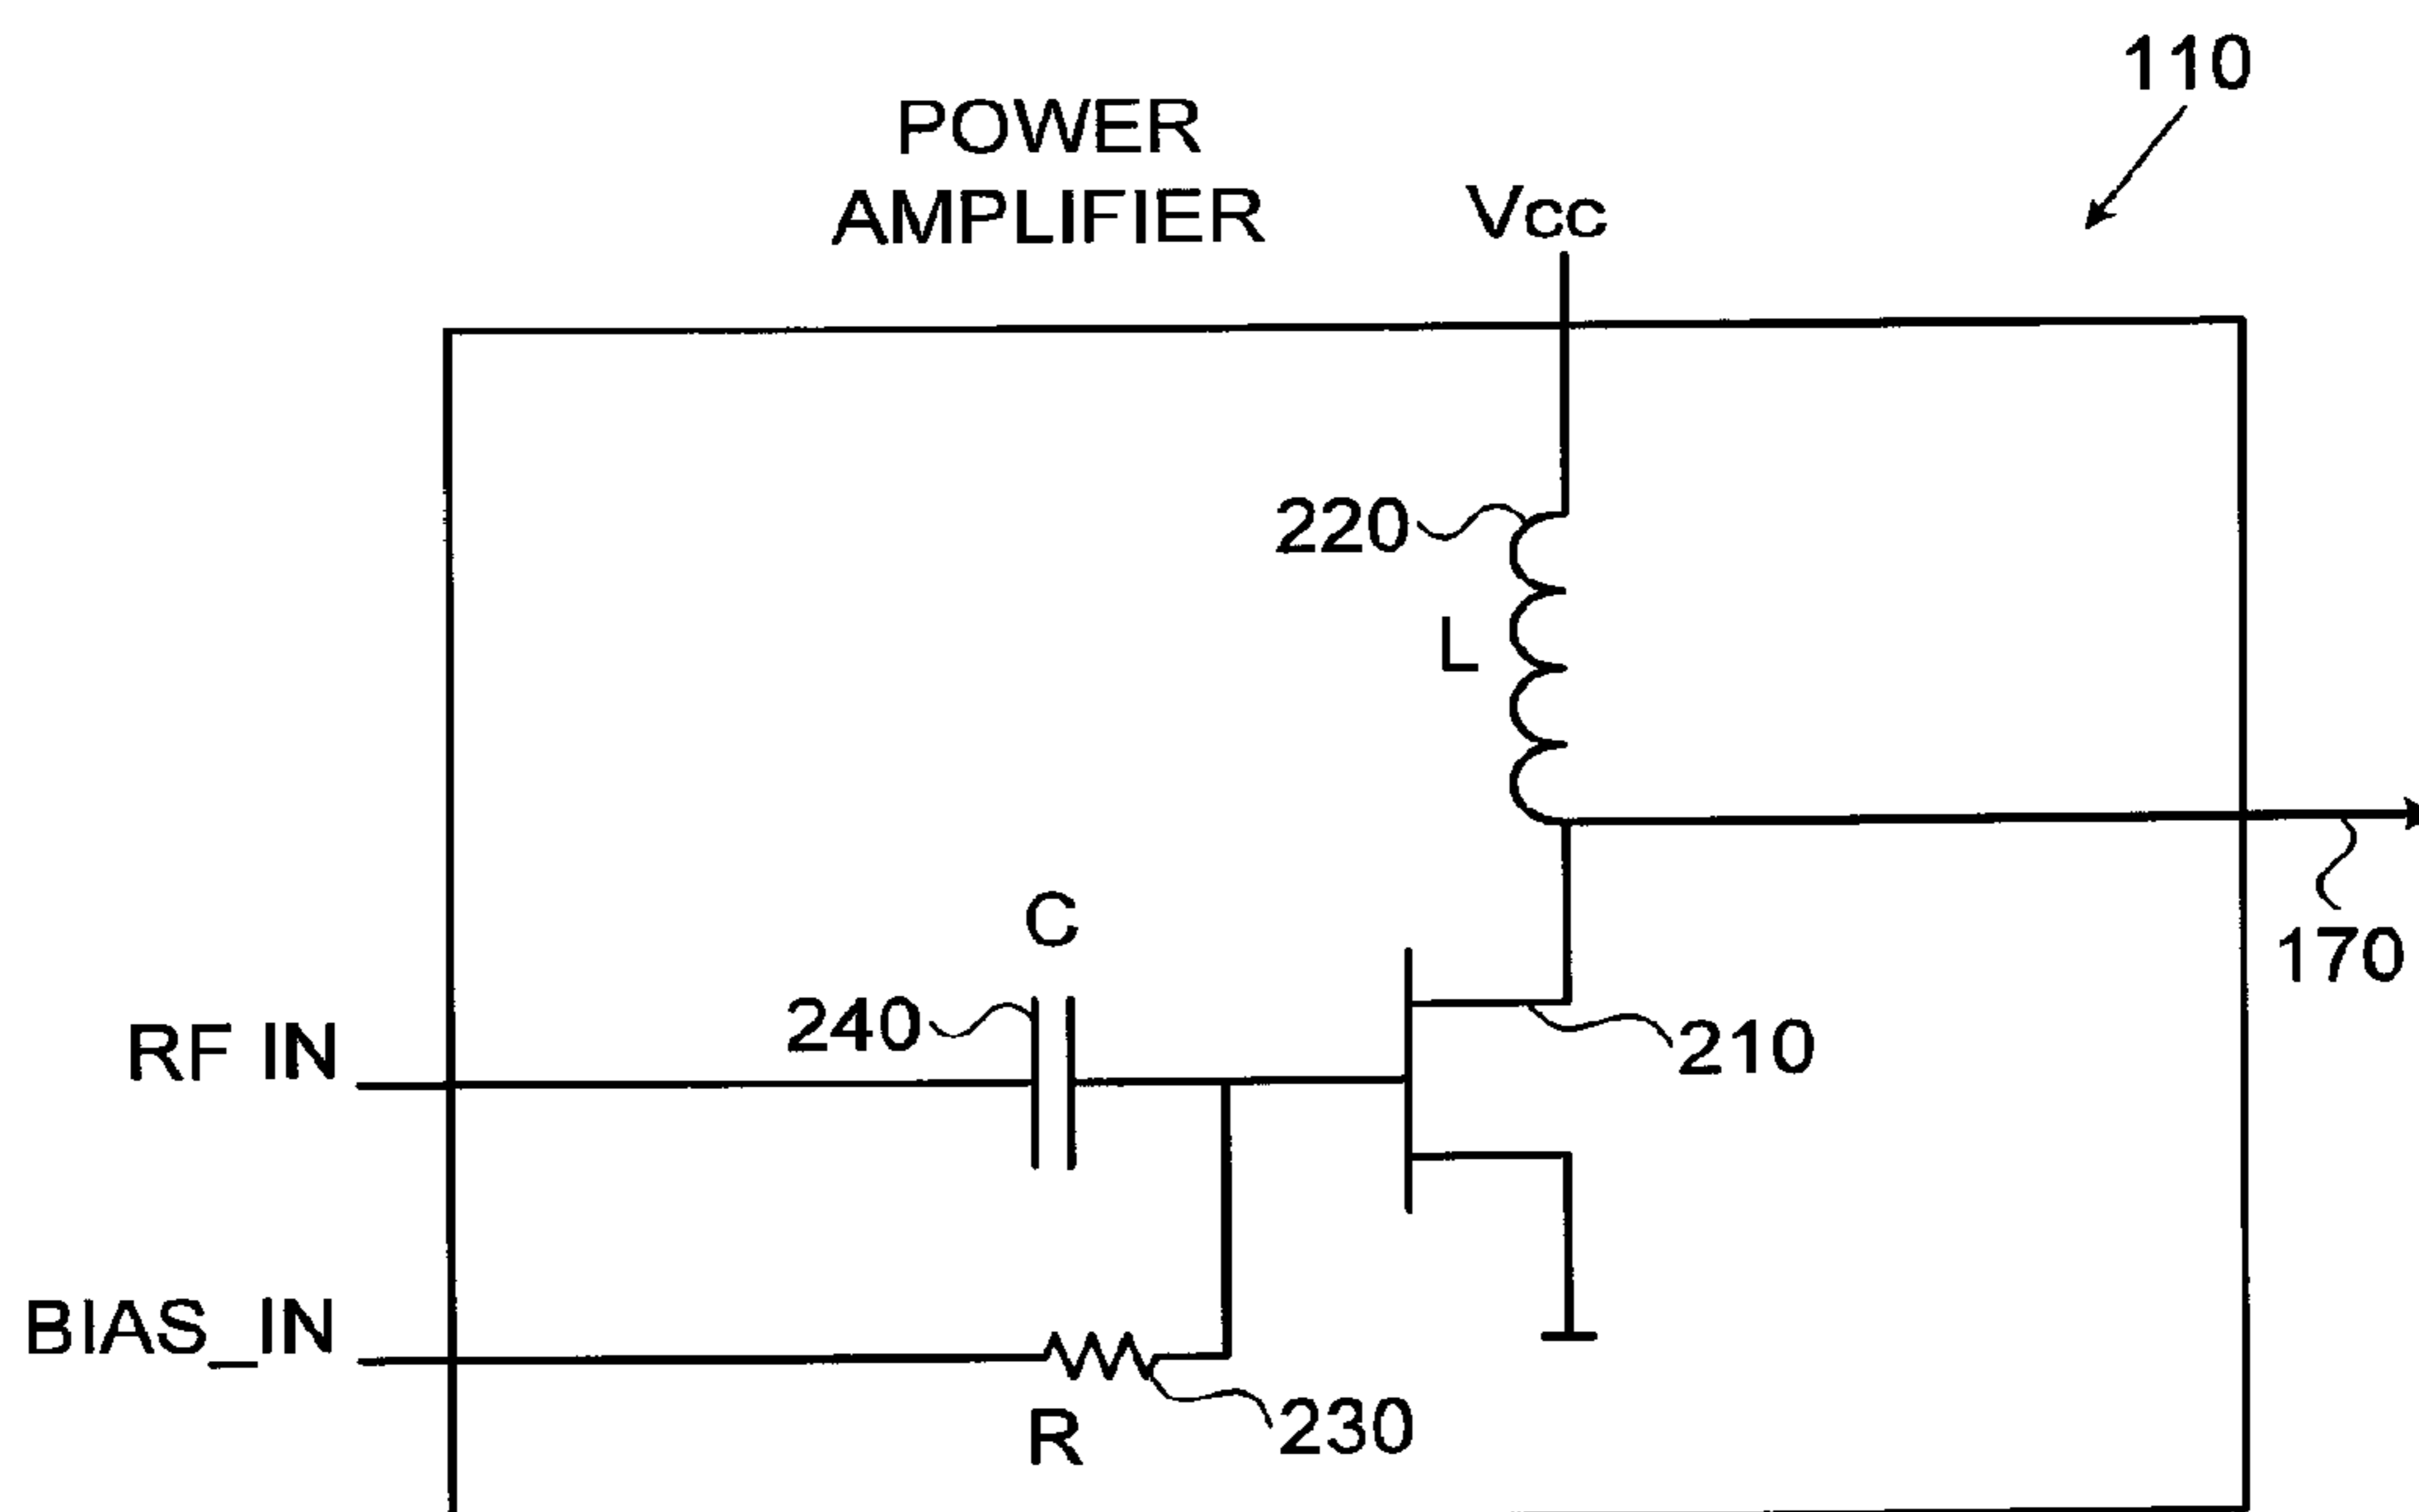 110
POWER
AMPLIFIER
Vcc
220
L
C
170
240
RF IN
210
BIAS_IN
R
230